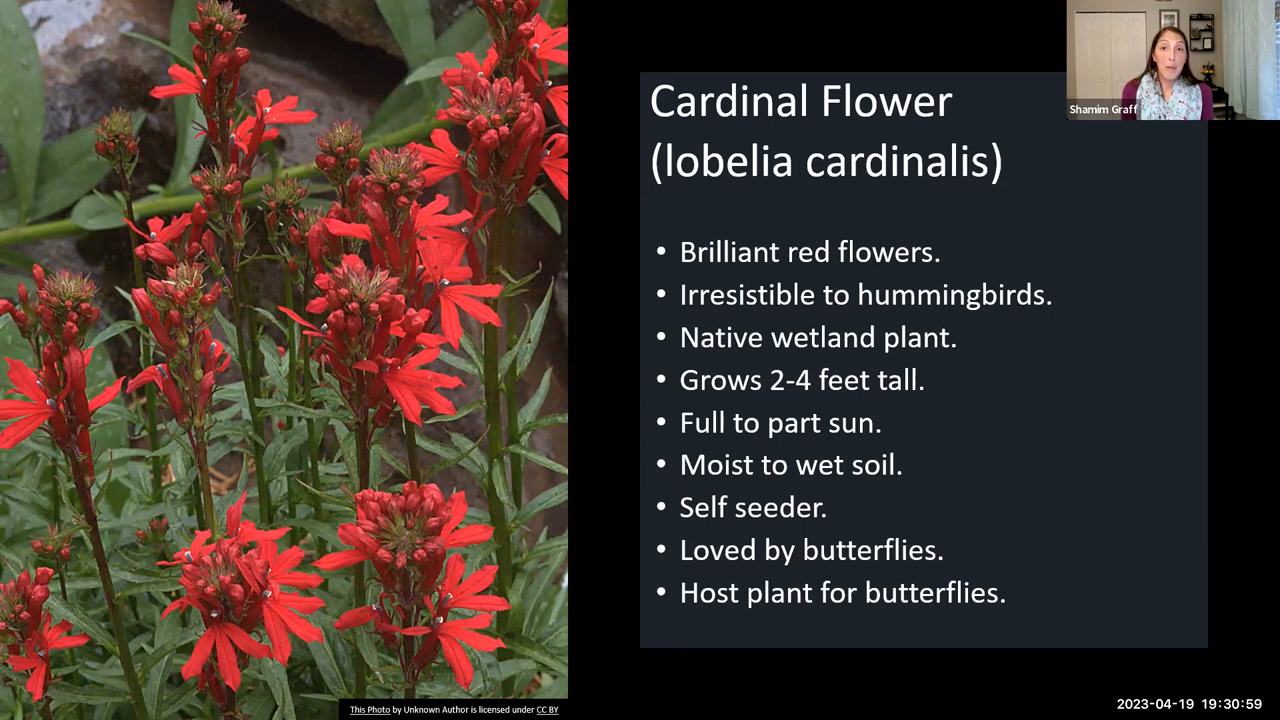 Cardinal Flower
(lobelia cardinalis)
Shamim Graff
• Brilliant red flowers.
• Irresistible to hummingbirds.
• Native wetland plant.
• Grows 2-4 feet tall.
• Full to part sun.
• Moist to wet soil.
• Self seeder.
• Loved by butterflies.
• Host plant for butterflies.
This Photo by Unknown Author is licensed under CC BY
2023-04-19 19:30:59